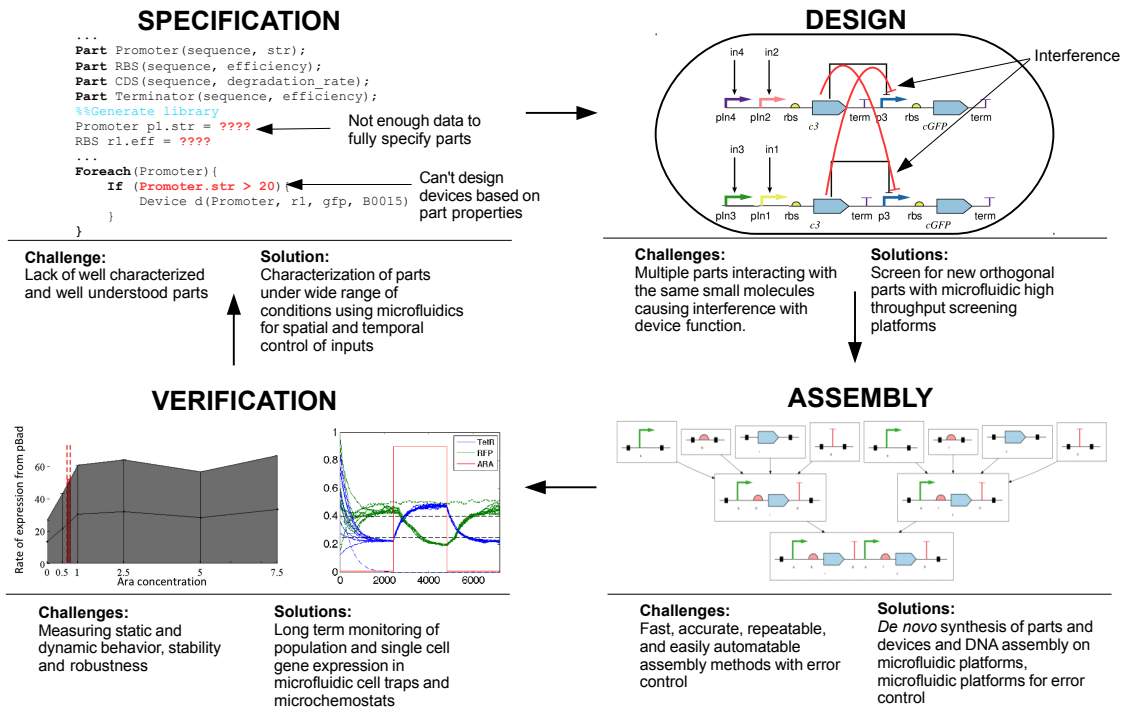 SPECIFICATION
...
Part Promoter(sequence, str);
Part RBS(sequence, efficiency);
Part CDS(sequence, degradation_rate);
Part Terminator(sequence, efficiency);
%%Generate library
Promoter p1.str = ????
RBS r1.eff = ????
...
Foreach(Promoter){
If (Promoter.str > 20){
Device d(Promoter, r1, gfp, B0015)
}
}
Not enough data to
fully specify parts
Can't design
devices based on
part properties
Challenge:
Lack of well characterized
and well understood parts
Solution:
Characterization of parts
under wide range of
conditions using microfluidics
for spatial and temporal
control of inputs
DESIGN
Interference
in4 in2
pIn4 pIn2 rbs c3 term p3 rbs cGFP term
in3 in1
pIn3 pIn1 rbs c3 term p3 rbs cGFP term
Challenges:
Multiple parts interacting with
the same small molecules
causing interference with
device function.
Solutions:
Screen for new orthogonal
parts with microfluidic high
throughput screening
platforms
VERIFICATION
Rate of expression from pBad
60
40
20
0
0 0.5 1 2.5 5 7.5
Ara concentration
1
0.8
0.6
0.4
0.2
0
0 2000 4000 6000
TetR
RFP
ARA
Challenges:
Measuring static and
dynamic behavior, stability
and robustness
Solutions:
Long term monitoring of
population and single cell
gene expression in
microfluidic cell traps and
microchemostats
ASSEMBLY
Challenges:
Fast, accurate, repeatable,
and easily automatable
assembly methods with error
control
Solutions:
De novo synthesis of parts
and devices and DNA assembly on
microfluidic platforms,
microfluidic platforms for error
control